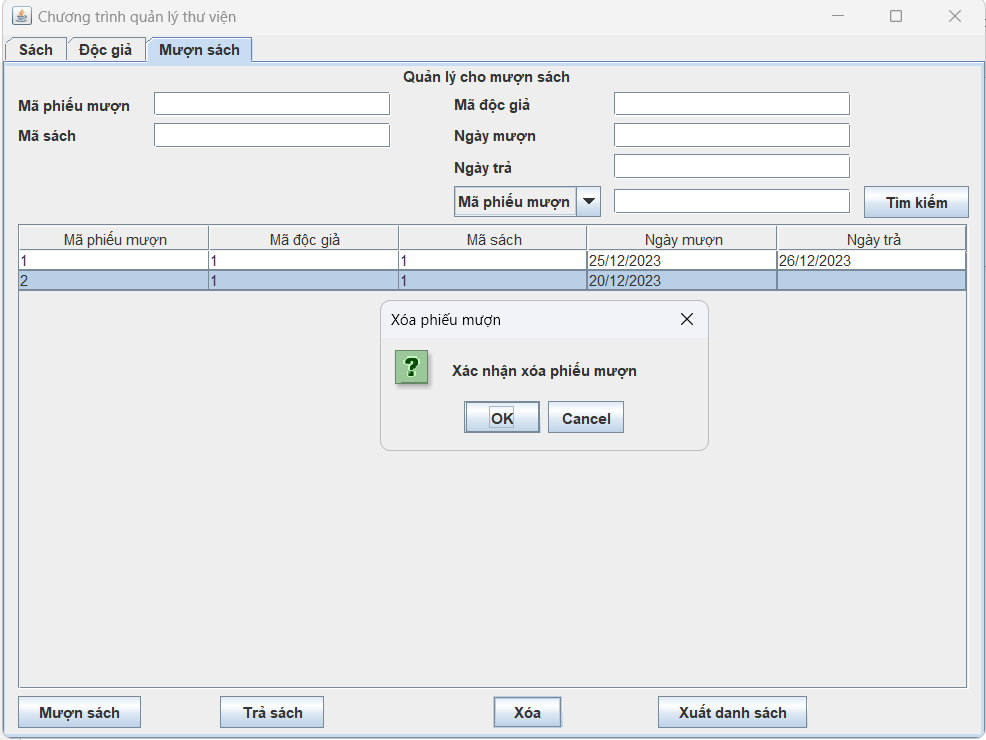 Chương trình quản lý thư viện
Sách Độc giả Mượn sách
Quản lý cho mượn sách
Mã phiếu mượn Mã độc giả
Mã sách Ngày mượn
Ngày trả
Mã phiếu mượn Tìm kiếm
Mã phiếu mượn Mã độc giả Mã sách Ngày mượn Ngày trả
1 1 1 25/12/2023 26/12/2023
2 1 1 20/12/2023
Xóa phiếu mượn
? Xác nhận xóa phiếu mượn
OK Cancel
Mượn sách Trả sách Xóa Xuất danh sách